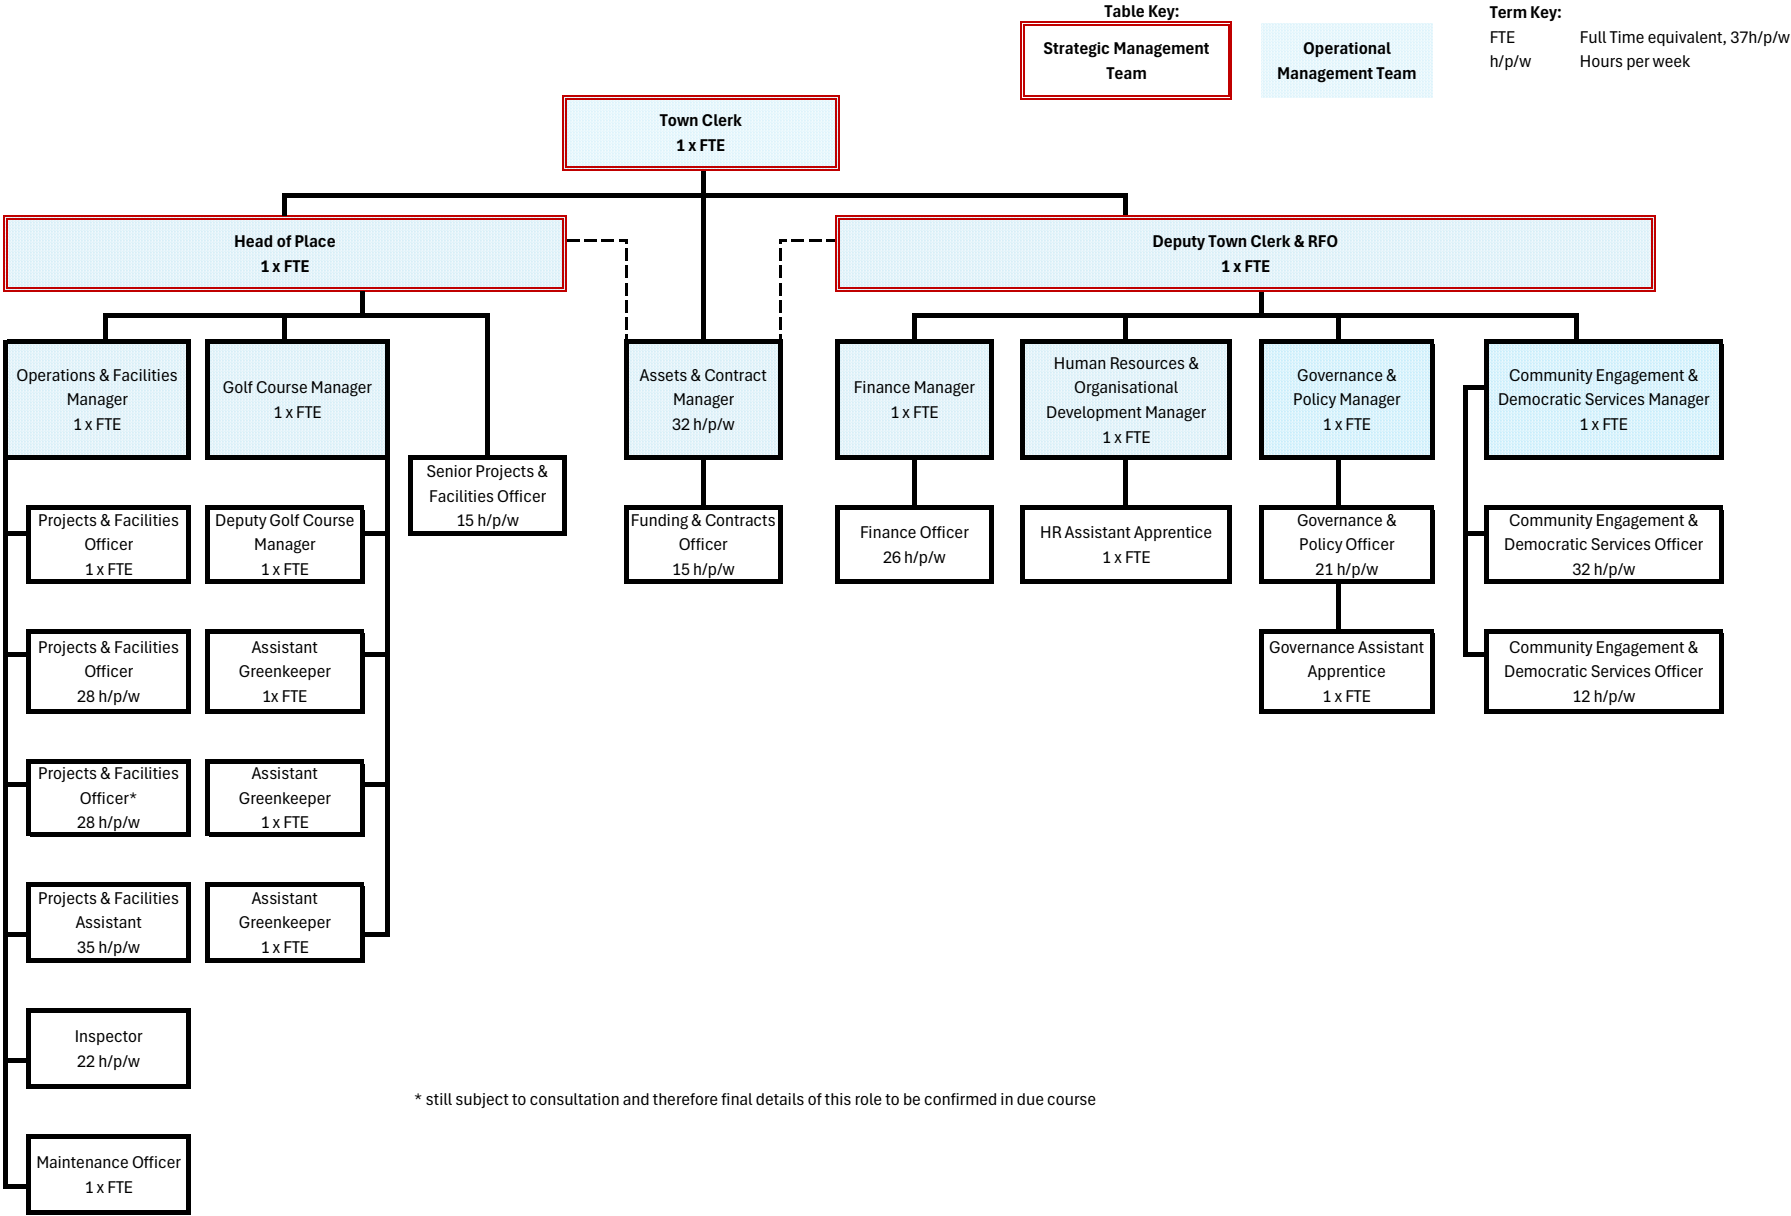 Table Key:
Strategic Management
Team
Operational
Management Team
Term Key:
FTE Full Time equivalent, 37h/p/w
h/p/w Hours per week
Town Clerk
1 x FTE
Head of Place
1 x FTE
Deputy Town Clerk & RFO
1 x FTE
Operations & Facilities
Manager
1 x FTE
Golf Course Manager
1 x FTE
Senior Projects &
Facilities Officer
15 h/p/w
Assets & Contract
Manager
32 h/p/w
Finance Manager
1 x FTE
Human Resources &
Organisational
Development Manager
1 x FTE
Governance &
Policy Manager
1 x FTE
Community Engagement &
Democratic Services Manager
1 x FTE
Projects & Facilities
Officer
1 x FTE
Deputy Golf Course
Manager
1 x FTE
Funding & Contracts
Officer
15 h/p/w
Finance Officer
26 h/p/w
HR Assistant Apprentice
1 x FTE
Governance &
Policy Officer
21 h/p/w
Community Engagement &
Democratic Services Officer
32 h/p/w
Projects & Facilities
Officer
28 h/p/w
Assistant
Greenkeeper
1x FTE
Governance Assistant
Apprentice
1 x FTE
Community Engagement &
Democratic Services Officer
12 h/p/w
Projects & Facilities
Officer*
28 h/p/w
Assistant
Greenkeeper
1 x FTE
Projects & Facilities
Assistant
35 h/p/w
Assistant
Greenkeeper
1 x FTE
Inspector
22 h/p/w
* still subject to consultation and therefore final details of this role to be confirmed in due course
Maintenance Officer
1 x FTE